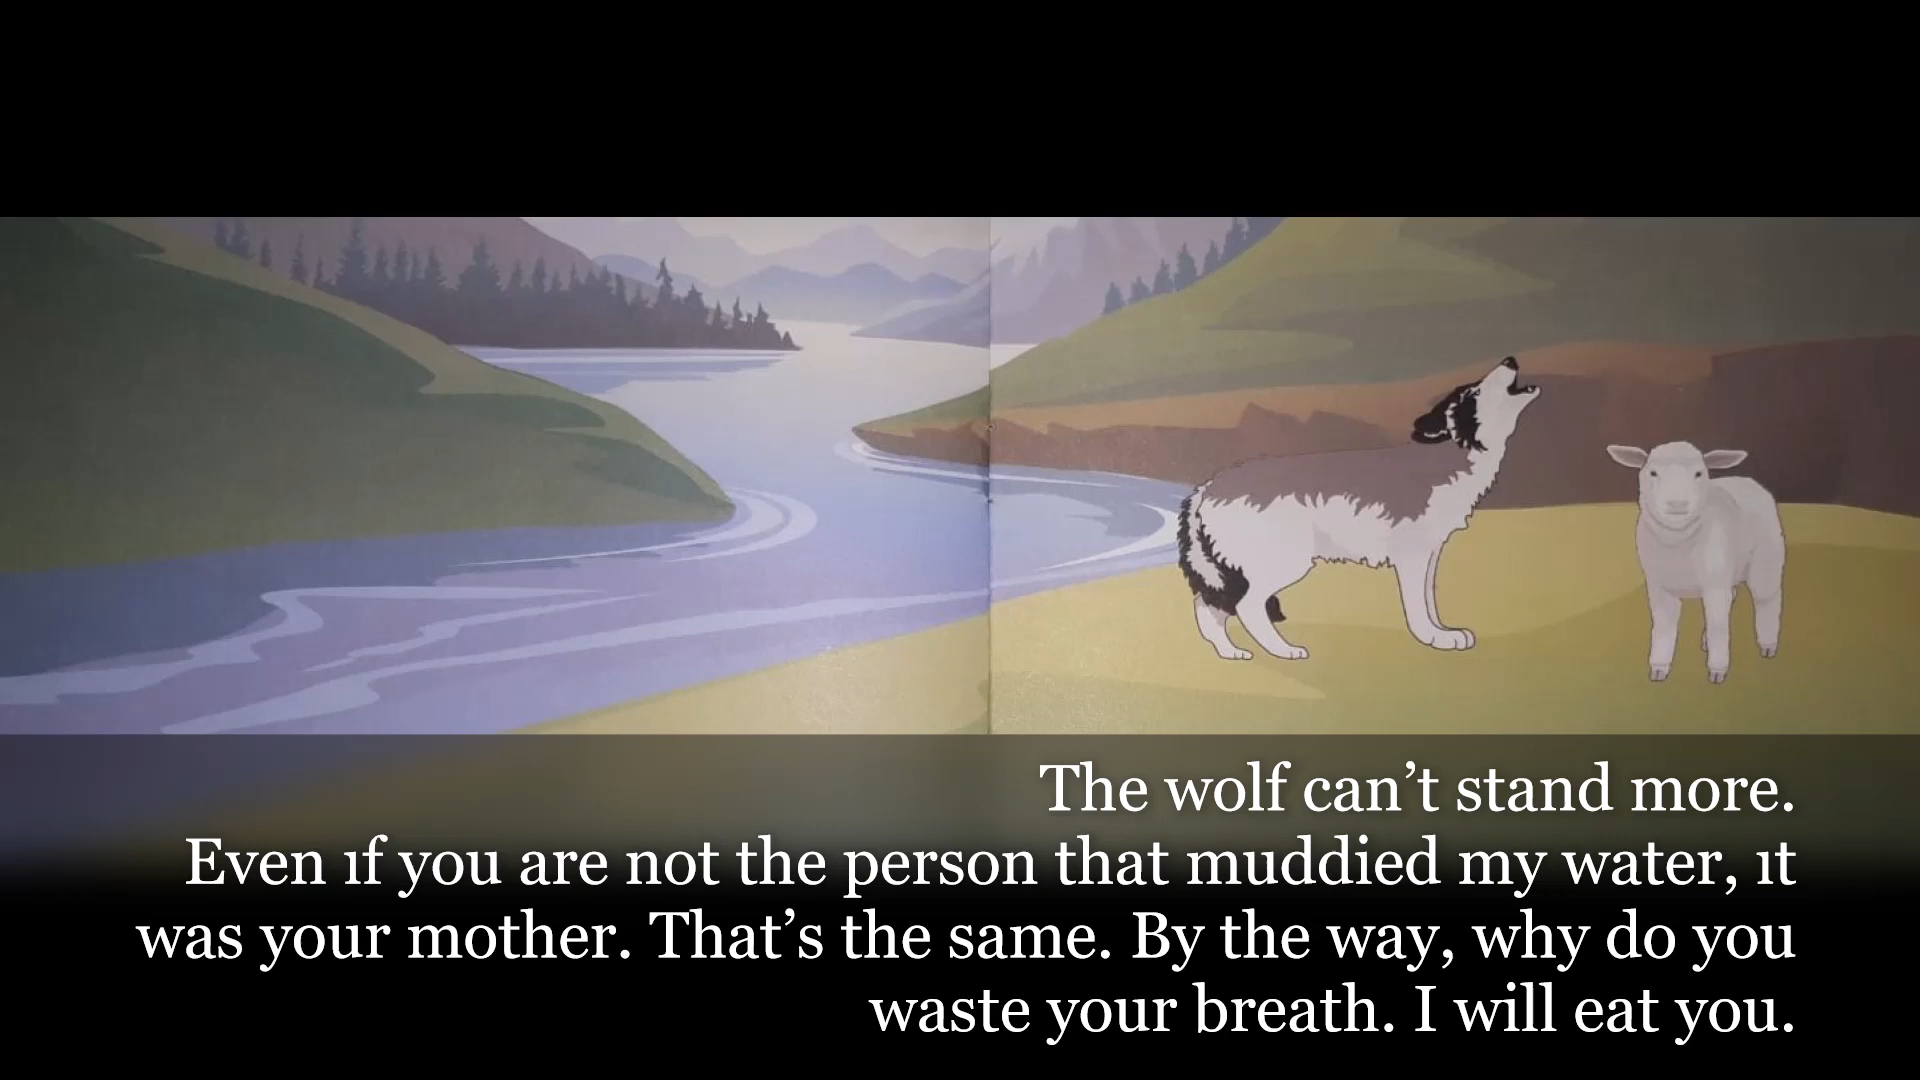 The wolf can’t stand more.
Even ıf you are not the person that muddied my water, ıt
was your mother. That’s the same. By the way, why do you
waste your breath. I will eat you.